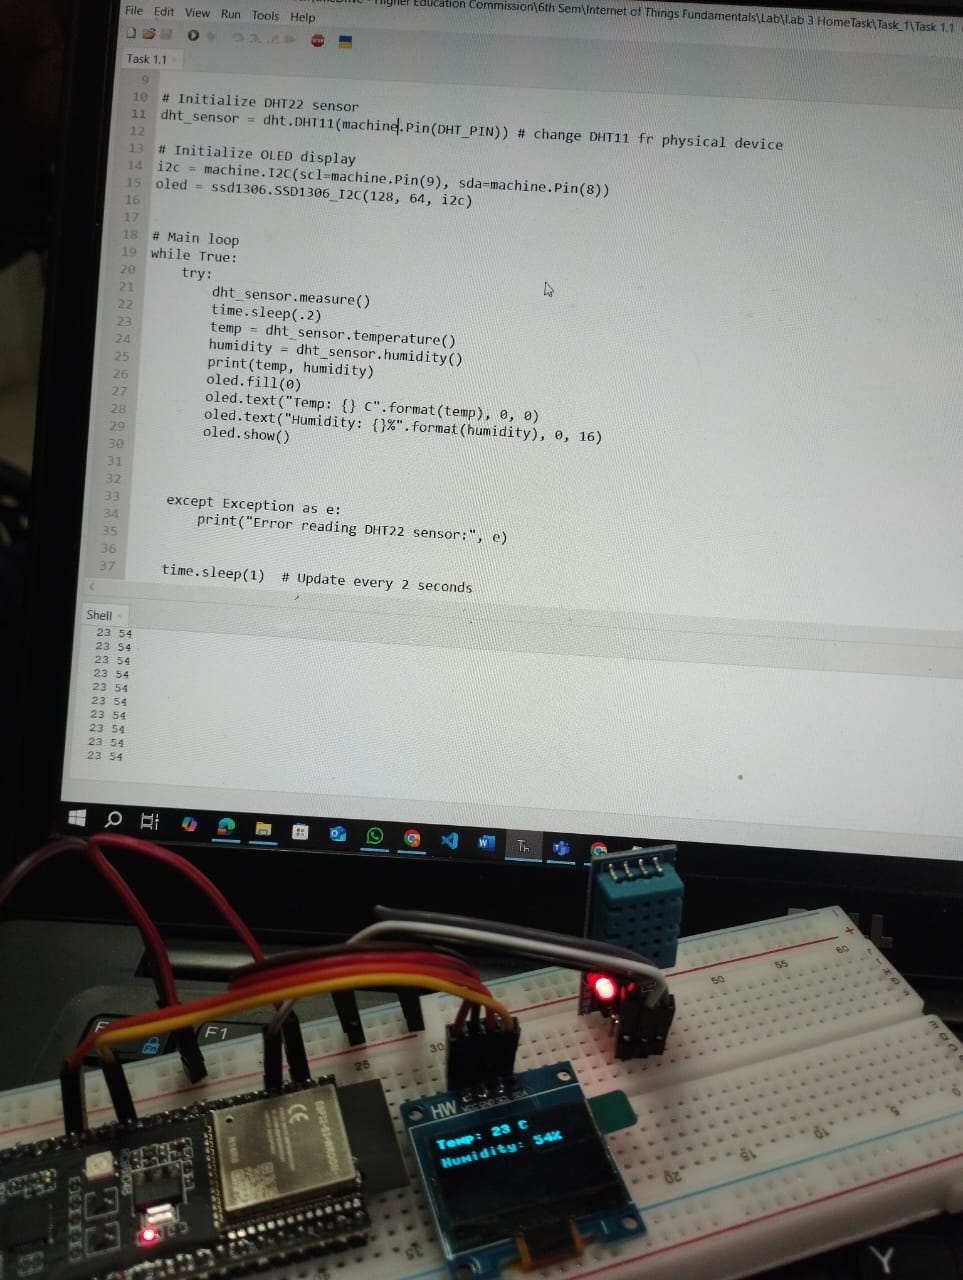 Higher Education Commission\6th Sem\Internet of Things Fundamentals\Lab\Lab 3 HomeTask\Task_1\Task 1.1
File Edit View Run Tools Help
Task 1.1
9
10 # Initialize DHT22 sensor
11 dht_sensor = dht.DHT11(machine.Pin(DHT_PIN)) # change DHT11 fr physical device
12
13 # Initialize OLED display
14 i2c = machine.I2C(scl=machine.Pin(9), sda=machine.Pin(8))
15 oled = ssd1306.SSD1306_I2C(128, 64, i2c)
16
17
18 # Main loop
19 while True:
20 try:
21 dht_sensor.measure()
22 time.sleep(.2)
23 temp = dht_sensor.temperature()
24 humidity = dht_sensor.humidity()
25 print(temp, humidity)
26 oled.fill(0)
27 oled.text("Temp: {} C".format(temp), 0, 0)
28 oled.text("Humidity: {}%".format(humidity), 0, 16)
29 oled.show()
30
31
32
33 except Exception as e:
34 print("Error reading DHT22 sensor:", e)
35
36
37 time.sleep(1) # Update every 2 seconds
Shell
23 54
23 54
23 54
23 54
23 54
23 54
23 54
23 54
23 54
23 54
F1
Y
HW
Temp: 23 C
Humidity: 54%
25
30
50
55
60
5
10
15
20
25